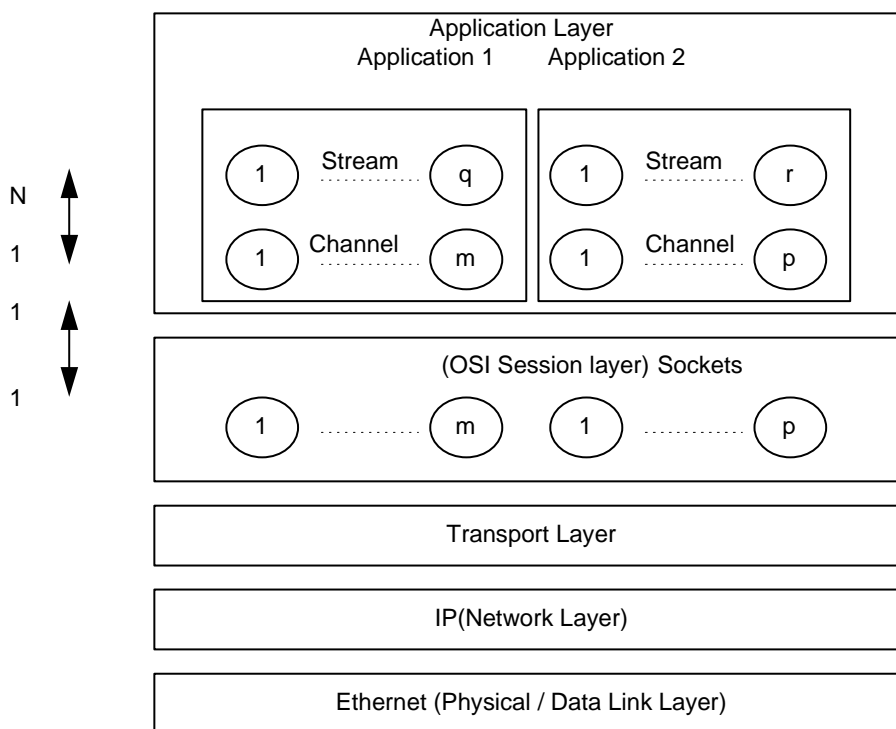 Application Layer
Application 1 Application 2
1 Stream q 1 Stream r
N
1
1 Channel m 1 Channel p
1
(OSI Session layer) Sockets
1
1 m 1 p
Transport Layer
IP(Network Layer)
Ethernet (Physical / Data Link Layer)